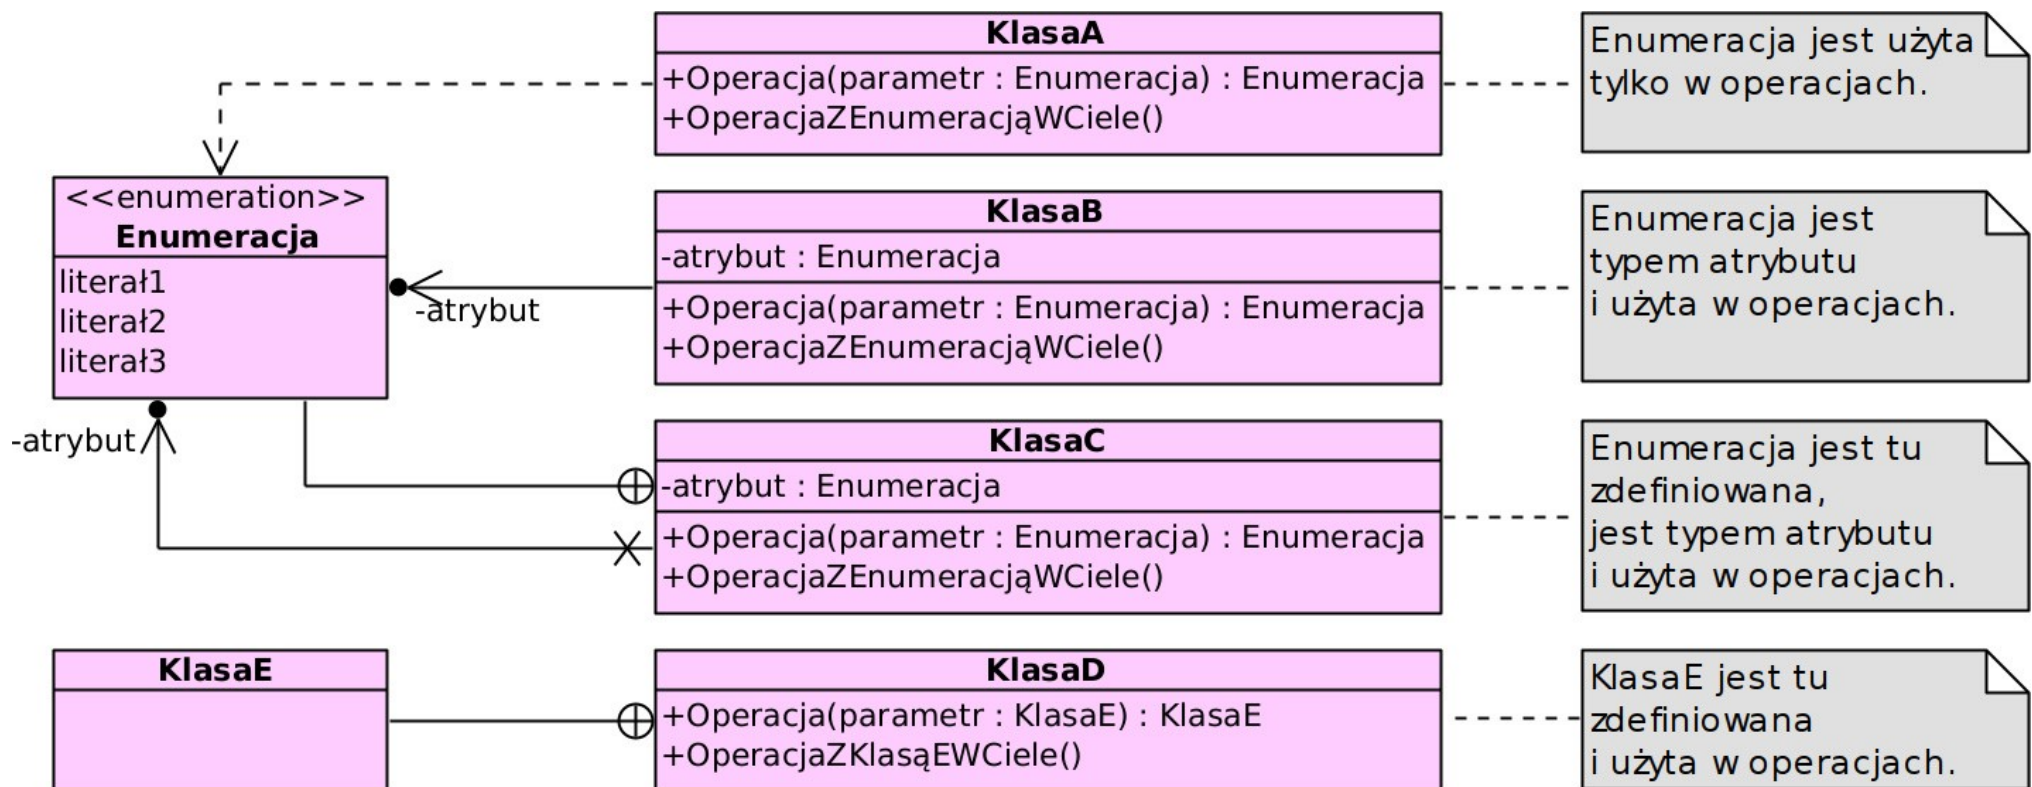 KlasaA
+Operacja(parametr : Enumeracja) : Enumeracja
+OperacjaZEnumeracjąWCiele()
Enumeracja jest użyta
tylko w operacjach.
<<enumeration>>
Enumeracja
literał1
literał2
literał3
-atrybut
KlasaB
-atrybut : Enumeracja
+Operacja(parametr : Enumeracja) : Enumeracja
+OperacjaZEnumeracjąWCiele()
Enumeracja jest
typem atrybutu
i użyta w operacjach.
-atrybut
KlasaC
-atrybut : Enumeracja
+Operacja(parametr : Enumeracja) : Enumeracja
+OperacjaZEnumeracjąWCiele()
Enumeracja jest tu
zdefiniowana,
jest typem atrybutu
i użyta w operacjach.
KlasaE
KlasaD
+Operacja(parametr : KlasaE) : KlasaE
+OperacjaZKlasąEWCiele()
KlasaE jest tu
zdefiniowana
i użyta w operacjach.